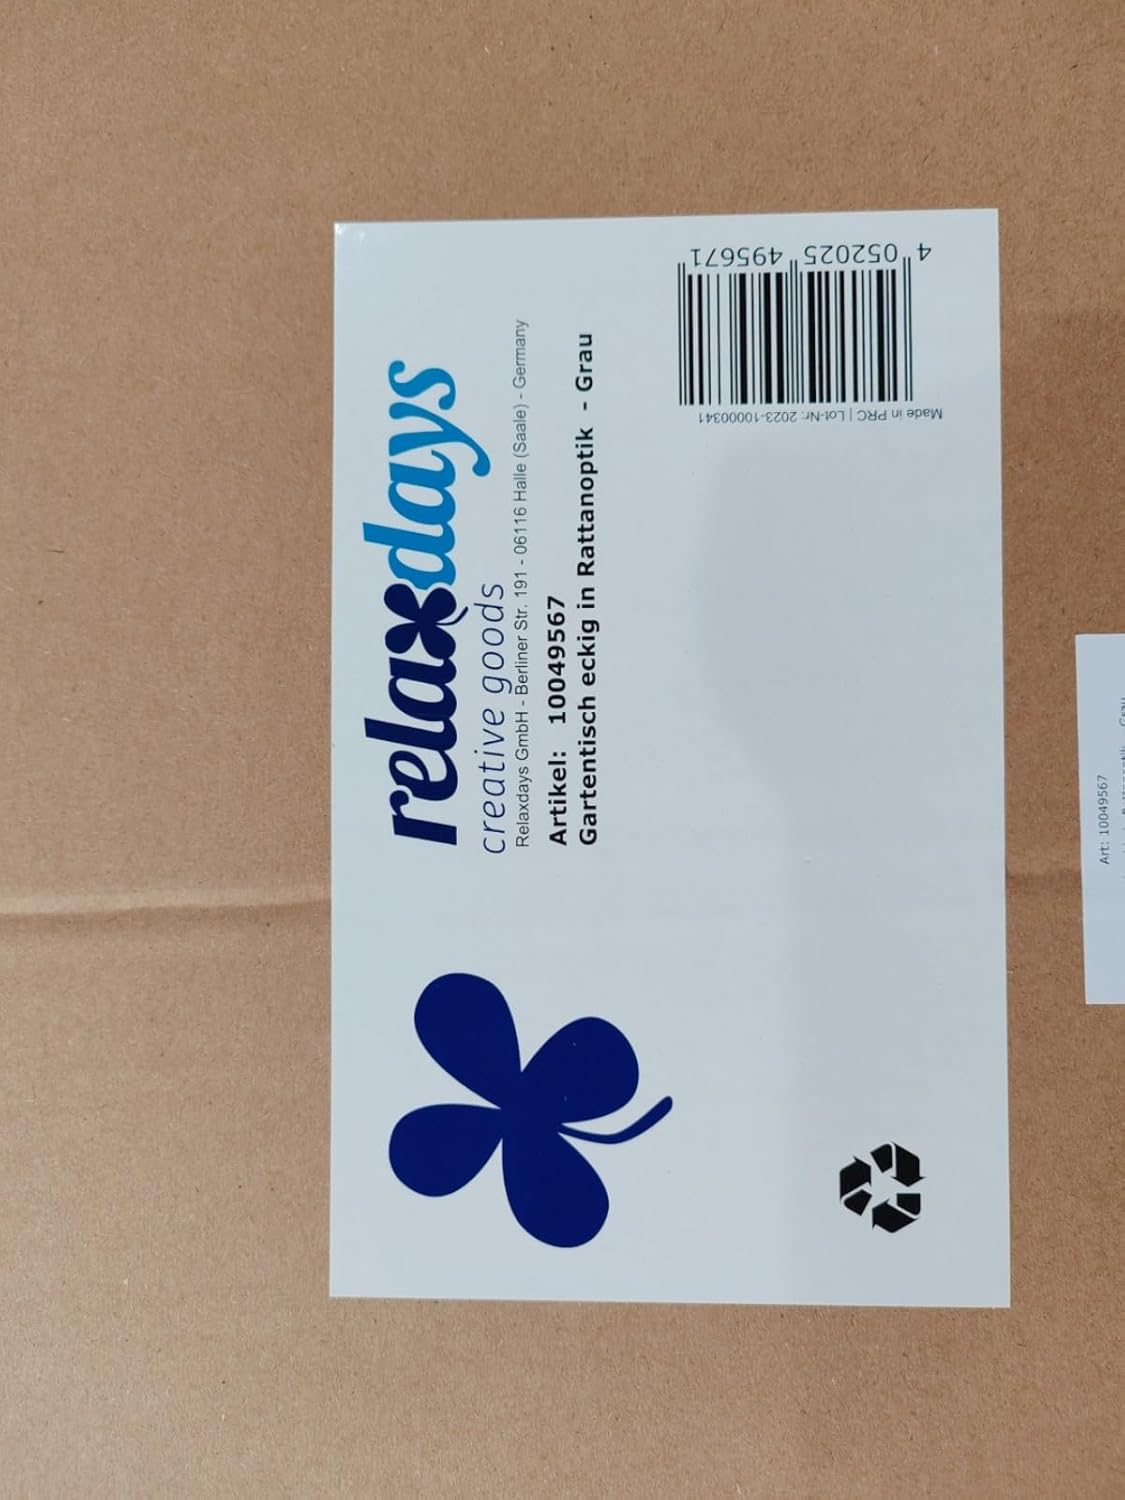 relaxdays
creative goods
Relaxdays GmbH - Berliner Str. 191 - 06116 Halle (Saale) - Germany
Artikel: 10049567
Gartentisch eckig in Rattanoptik - Grau
Made in PRC | Lot-Nr: 2023-10000341
4 052025 495671
Art: 10049567